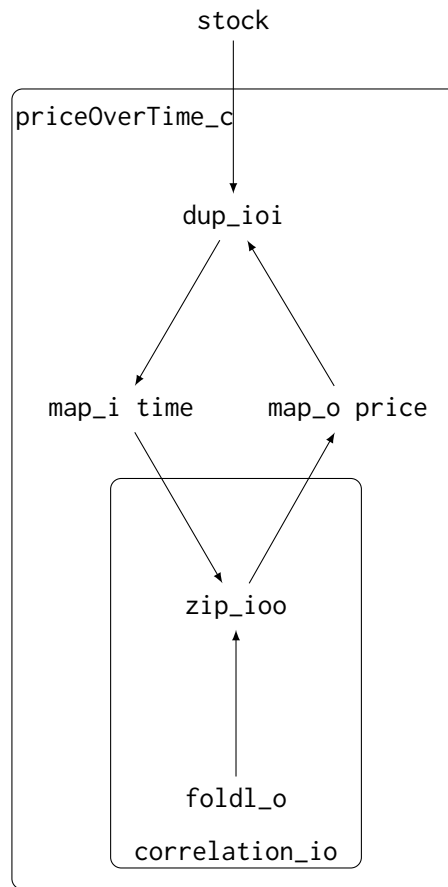 stock
priceOverTime_c
dup_ioi
map_i time
map_o price
zip_ioo
foldl_o
correlation_io